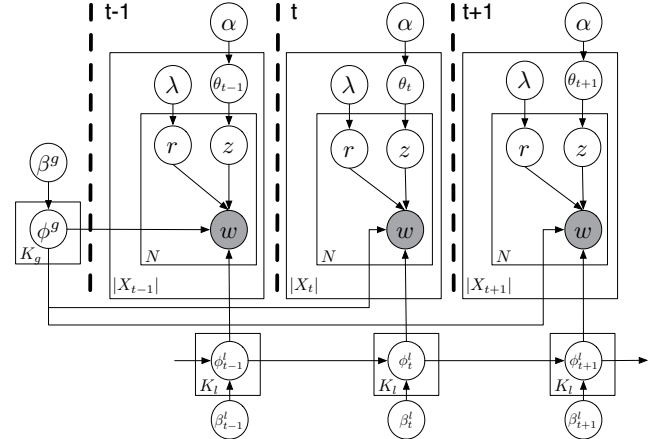 t-1 t t+1
α α α
λ θ_{t-1} λ θ_t λ θ_{t+1}
r z r z r z
β^g
φ^g w w w
K_g N N N
|X_{t-1}| |X_t| |X_{t+1}|
φ^l_{t-1} φ^l_t φ^l_{t+1}
K_l K_l K_l
β^l_{t-1} β^l_t β^l_{t+1}